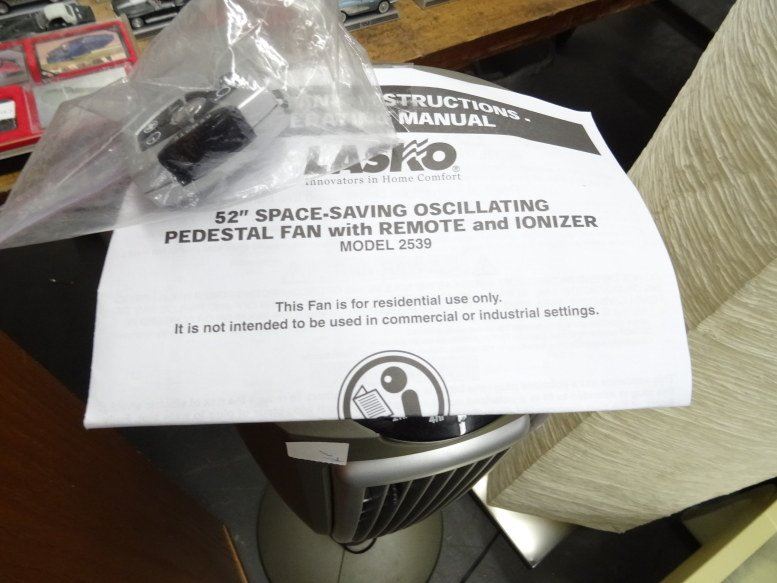 INSTRUCTIONS -
MANUAL
LASKO®
Innovators in Home Comfort
52" SPACE-SAVING OSCILLATING
PEDESTAL FAN with REMOTE and IONIZER
MODEL 2539
This Fan is for residential use only.
It is not intended to be used in commercial or industrial settings.